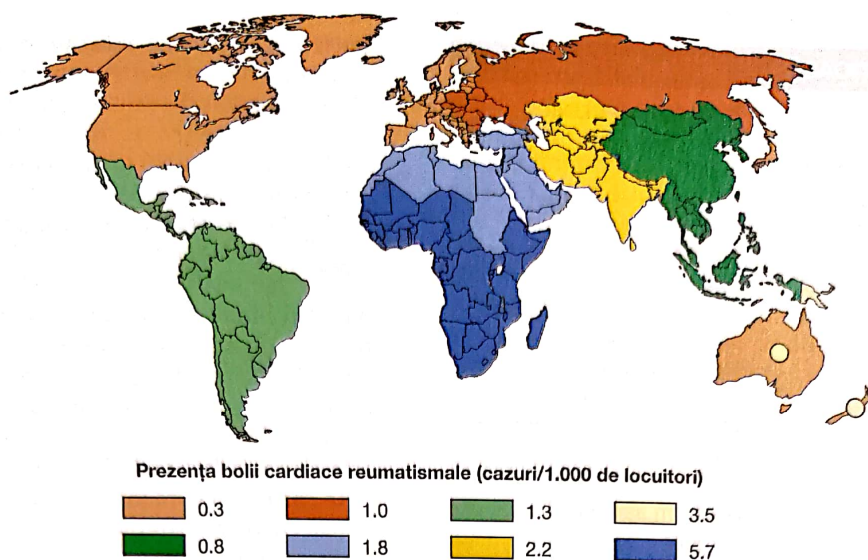 Prezența bolii cardiace reumatismale (cazuri/1.000 de locuitori)
0.3 1.0 1.3 3.5
0.8 1.8 2.2 5.7